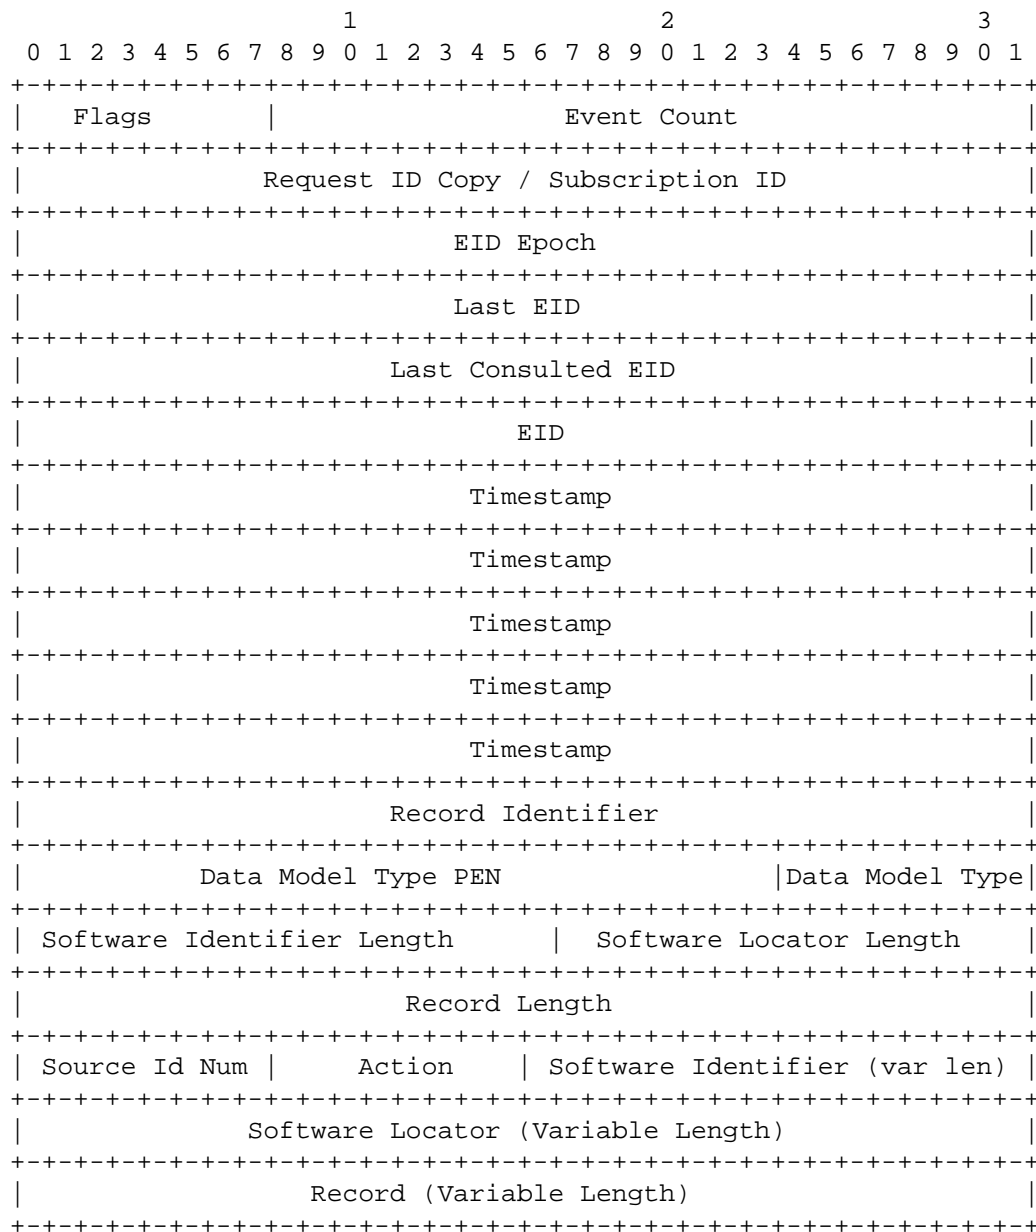 1                   2                   3
 0 1 2 3 4 5 6 7 8 9 0 1 2 3 4 5 6 7 8 9 0 1 2 3 4 5 6 7 8 9 0 1
+-+-+-+-+-+-+-+-+-+-+-+-+-+-+-+-+-+-+-+-+-+-+-+-+-+-+-+-+-+-+-+-+
|   Flags       |                  Event Count                  |
+-+-+-+-+-+-+-+-+-+-+-+-+-+-+-+-+-+-+-+-+-+-+-+-+-+-+-+-+-+-+-+-+
|               Request ID Copy / Subscription ID               |
+-+-+-+-+-+-+-+-+-+-+-+-+-+-+-+-+-+-+-+-+-+-+-+-+-+-+-+-+-+-+-+-+
|                           EID Epoch                           |
+-+-+-+-+-+-+-+-+-+-+-+-+-+-+-+-+-+-+-+-+-+-+-+-+-+-+-+-+-+-+-+-+
|                           Last EID                            |
+-+-+-+-+-+-+-+-+-+-+-+-+-+-+-+-+-+-+-+-+-+-+-+-+-+-+-+-+-+-+-+-+
|                       Last Consulted EID                      |
+-+-+-+-+-+-+-+-+-+-+-+-+-+-+-+-+-+-+-+-+-+-+-+-+-+-+-+-+-+-+-+-+
|                               EID                             |
+-+-+-+-+-+-+-+-+-+-+-+-+-+-+-+-+-+-+-+-+-+-+-+-+-+-+-+-+-+-+-+-+
|                            Timestamp                          |
+-+-+-+-+-+-+-+-+-+-+-+-+-+-+-+-+-+-+-+-+-+-+-+-+-+-+-+-+-+-+-+-+
|                            Timestamp                          |
+-+-+-+-+-+-+-+-+-+-+-+-+-+-+-+-+-+-+-+-+-+-+-+-+-+-+-+-+-+-+-+-+
|                            Timestamp                          |
+-+-+-+-+-+-+-+-+-+-+-+-+-+-+-+-+-+-+-+-+-+-+-+-+-+-+-+-+-+-+-+-+
|                            Timestamp                          |
+-+-+-+-+-+-+-+-+-+-+-+-+-+-+-+-+-+-+-+-+-+-+-+-+-+-+-+-+-+-+-+-+
|                            Timestamp                          |
+-+-+-+-+-+-+-+-+-+-+-+-+-+-+-+-+-+-+-+-+-+-+-+-+-+-+-+-+-+-+-+-+
|                       Record Identifier                       |
+-+-+-+-+-+-+-+-+-+-+-+-+-+-+-+-+-+-+-+-+-+-+-+-+-+-+-+-+-+-+-+-+
|           Data Model Type PEN                 |Data Model Type|
+-+-+-+-+-+-+-+-+-+-+-+-+-+-+-+-+-+-+-+-+-+-+-+-+-+-+-+-+-+-+-+-+
| Software Identifier Length      |  Software Locator Length    |
+-+-+-+-+-+-+-+-+-+-+-+-+-+-+-+-+-+-+-+-+-+-+-+-+-+-+-+-+-+-+-+-+
|                        Record Length                          |
+-+-+-+-+-+-+-+-+-+-+-+-+-+-+-+-+-+-+-+-+-+-+-+-+-+-+-+-+-+-+-+-+
| Source Id Num |     Action    | Software Identifier (var len) |
+-+-+-+-+-+-+-+-+-+-+-+-+-+-+-+-+-+-+-+-+-+-+-+-+-+-+-+-+-+-+-+-+
|              Software Locator (Variable Length)               |
+-+-+-+-+-+-+-+-+-+-+-+-+-+-+-+-+-+-+-+-+-+-+-+-+-+-+-+-+-+-+-+-+
|                  Record (Variable Length)                     |
+-+-+-+-+-+-+-+-+-+-+-+-+-+-+-+-+-+-+-+-+-+-+-+-+-+-+-+-+-+-+-+-+